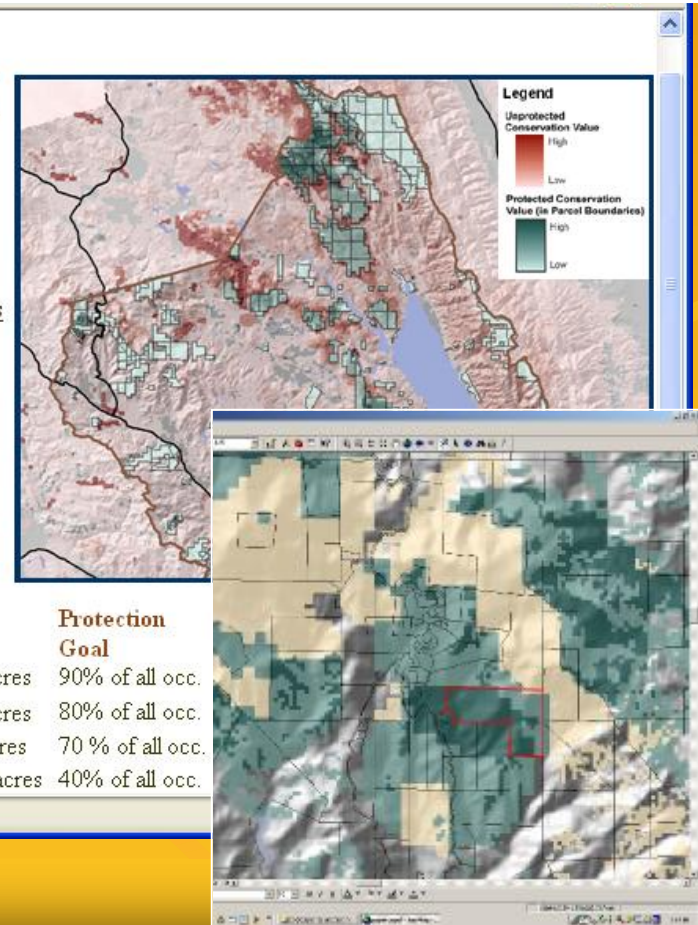 Legend
Unprotected
Conservation Value
High
Low
Protected Conservation
Value (in Parcel Boundaries)
High
Low
Protection
Goal
cres 90% of all occ.
cres 80% of all occ.
res 70 % of all occ.
acres 40% of all occ.